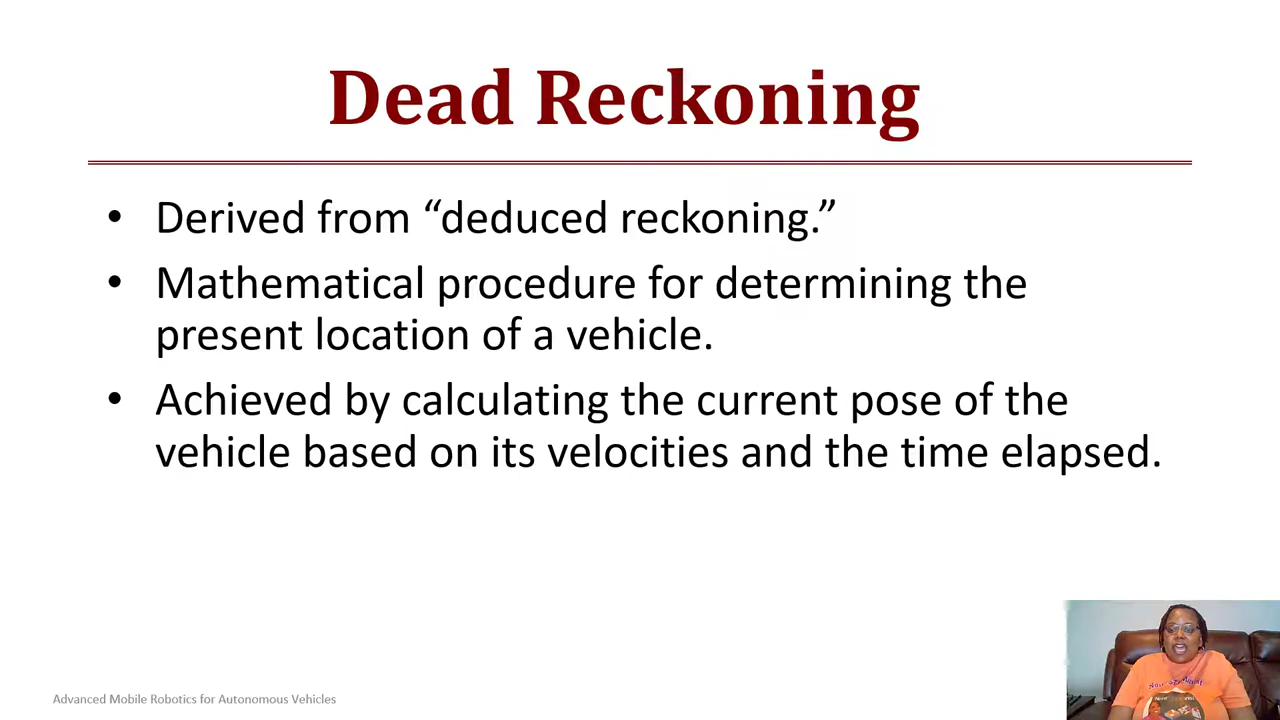 Dead Reckoning
• Derived from “deduced reckoning.”
• Mathematical procedure for determining the
present location of a vehicle.
• Achieved by calculating the current pose of the
vehicle based on its velocities and the time elapsed.
Advanced Mobile Robotics for Autonomous Vehicles